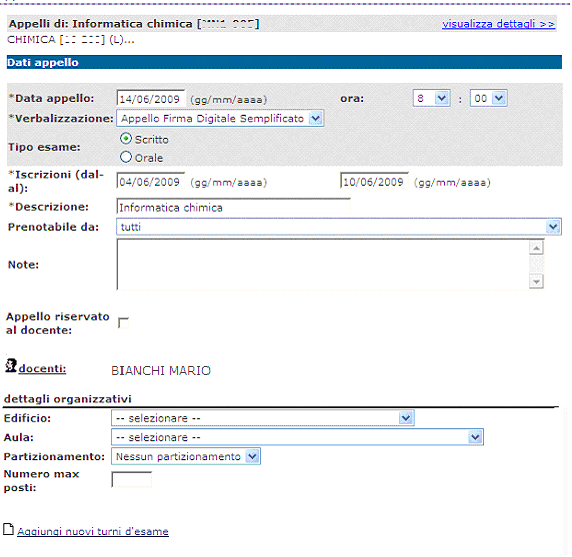 Appelli di: Informatica chimica [
visualizza dettagli >>
CHIMICA [ ] (L)...
Dati appello
*Data appello: 14/06/2009 (gg/mm/aaaa) ora: 8 : 00
*Verbalizzazione: Appello Firma Digitale Semplificato
Tipo esame:
Scritto
Orale
*Iscrizioni (dal-
al): 04/06/2009 (gg/mm/aaaa) 10/06/2009 (gg/mm/aaaa)
*Descrizione: Informatica chimica
Prenotabile da: tutti
Note:
Appello riservato
al docente:
docenti: BIANCHI MARIO
dettagli organizzativi
Edificio: -- selezionare --
Aula: -- selezionare --
Partizionamento: Nessun partizionamento
Numero max
posti:
Aggiungi nuovi turni d'esame